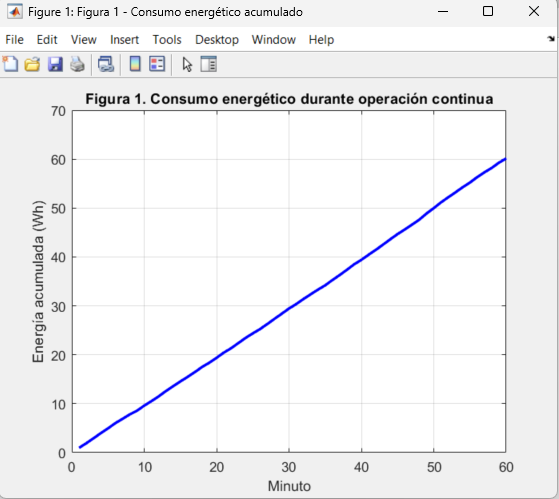 Figure 1: Figura 1 - Consumo energético acumulado
File Edit View Insert Tools Desktop Window Help
Figura 1. Consumo energético durante operación continua
70
60
50
40
30
20
10
0
Energía acumulada (Wh)
0 10 20 30 40 50 60
Minuto